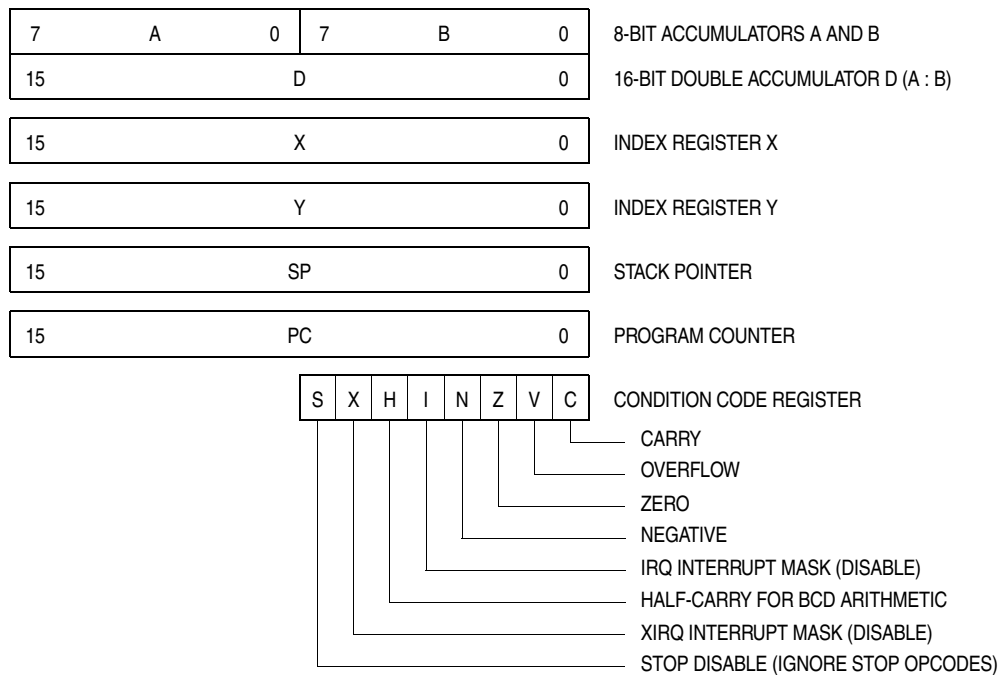 7 A 0 7 B 0 8-BIT ACCUMULATORS A AND B
15 D 0 16-BIT DOUBLE ACCUMULATOR D (A : B)
15 X 0 INDEX REGISTER X
15 Y 0 INDEX REGISTER Y
15 SP 0 STACK POINTER
15 PC 0 PROGRAM COUNTER
S X H I N Z V C CONDITION CODE REGISTER
CARRY
OVERFLOW
ZERO
NEGATIVE
IRQ INTERRUPT MASK (DISABLE)
HALF-CARRY FOR BCD ARITHMETIC
XIRQ INTERRUPT MASK (DISABLE)
STOP DISABLE (IGNORE STOP OPCODES)